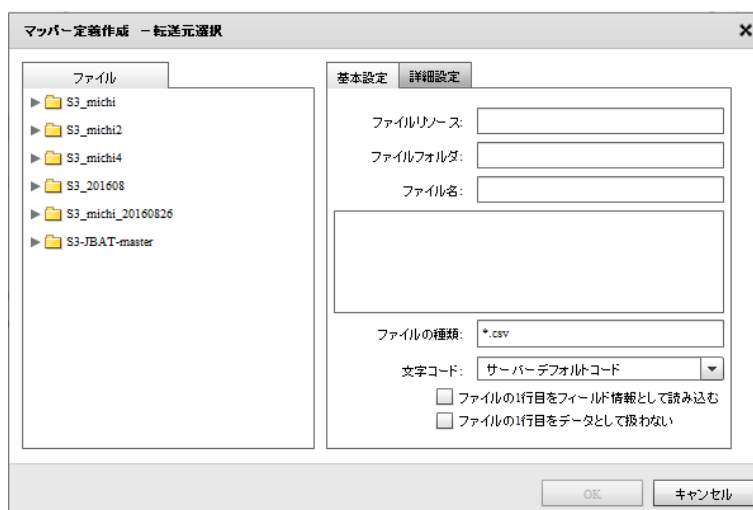 マッパー定義作成 －転送元選択
ファイル
S3_michi
S3_michi2
S3_michi4
S3_201608
S3_michi_20160826
S3-JBAT-master
基本設定 詳細設定
ファイルリソース:
ファイルフォルダ:
ファイル名:
ファイルの種類: *.csv
文字コード: サーバーデフォルトコード
ファイルの1行目をフィールド情報として読み込む
ファイルの1行目をデータとして扱わない
OK キャンセル